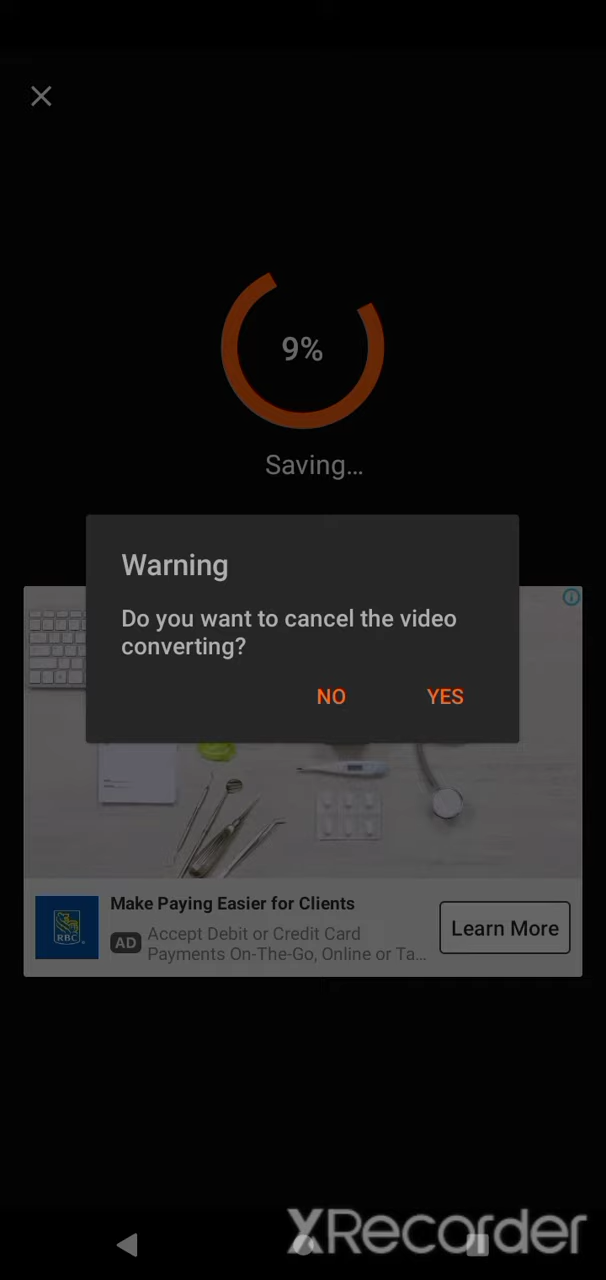 9%
Saving...
Warning
Do you want to cancel the video
converting?
NO YES
RBC
Make Paying Easier for Clients
AD Accept Debit or Credit Card
Payments On-The-Go, Online or Ta...
Learn More
XRecorder